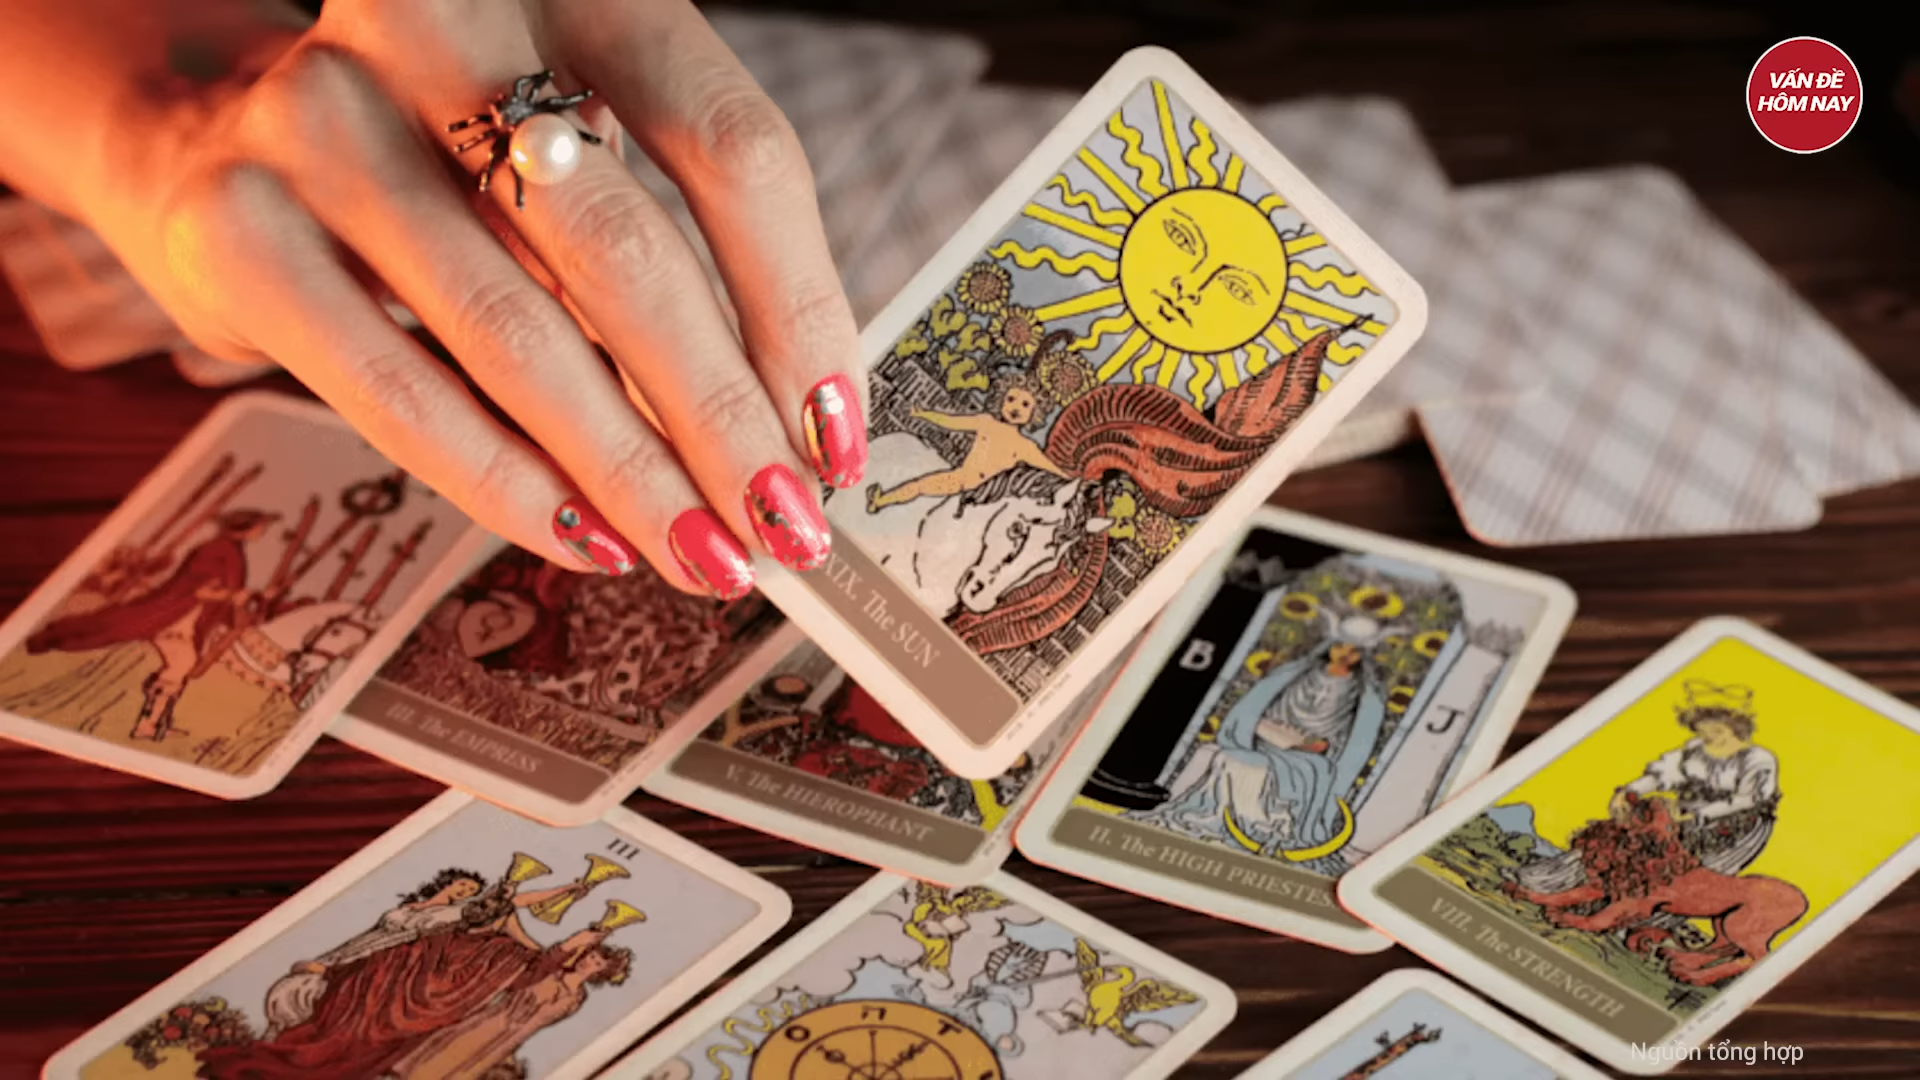 VẤN ĐỀ
HÔM NAY
XIX. The SUN
III. The EMPRESS
V. The HIEROPHANT
B
J
II. The HIGH PRIESTESS
VIII. The STRENGTH
III
Nguồn tổng hợp